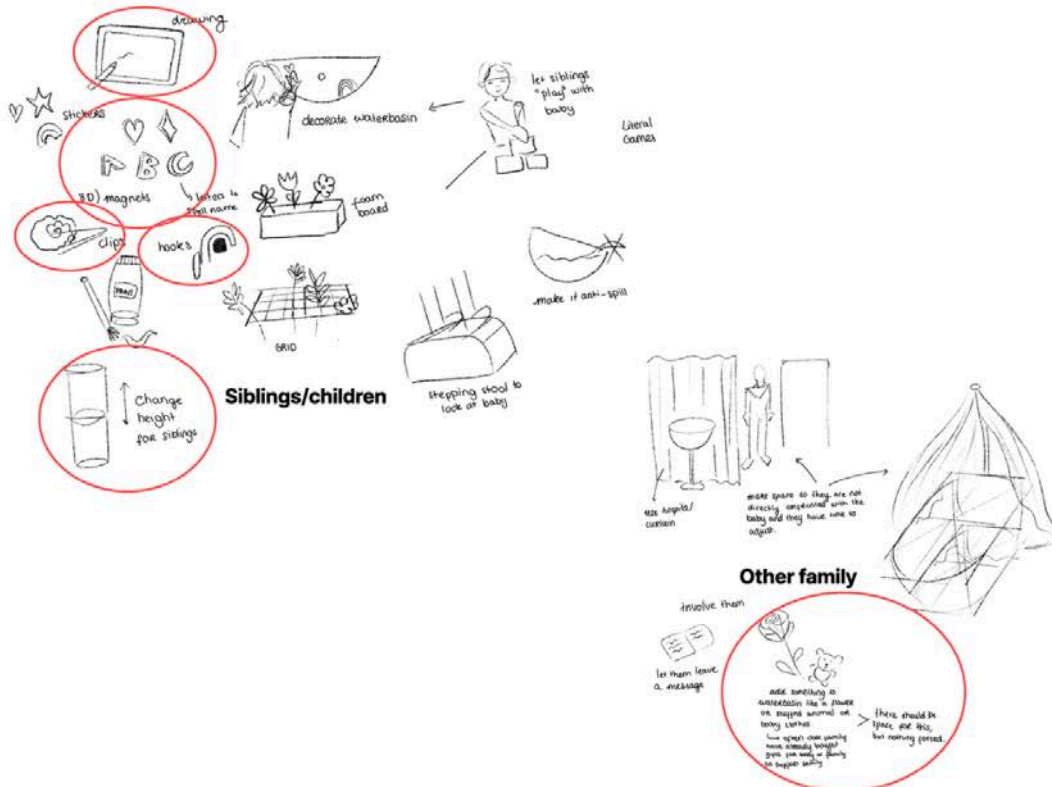 drawing
stickers
decorate waterbasin
let siblings
"play" with
baby
Literal
Games
3D) magnets
letters to
spell name
foam
board
clips
hooks
PAINT
make it anti-spill
GRID
Change
height
for siblings
Siblings/children
stepping stool to
look at baby
use hospital/
curtain
make space so they are not
directly confronted with the
baby and they have time to
adjust.
Other family
Involve them
let them leave
a message
add something to
waterbasin like a flower
or stuffed animal or
baby clothes
often close family
have already bought
gifts for baby or family
to support family
there should be
space for this,
but nothing forced.